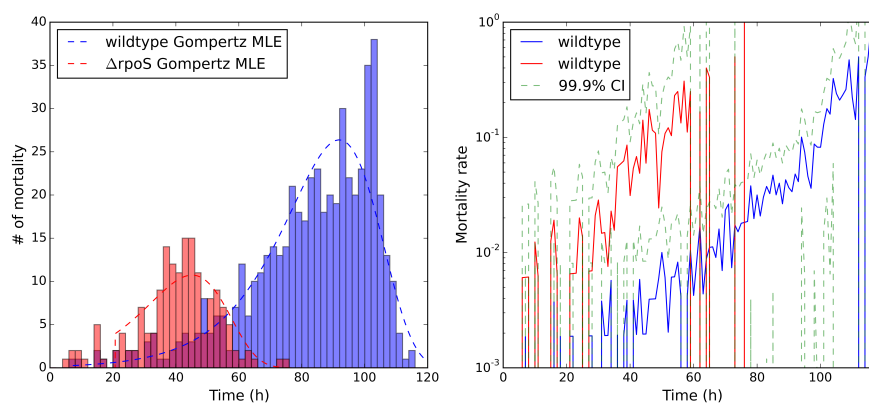 40
35
30
25
20
15
10
5
0
# of mortality
wildtype Gompertz MLE
ΔrpoS Gompertz MLE
0 20 40 60 80 100 120
Time (h)
10^0
10^-1
10^-2
10^-3
Mortality rate
wildtype
wildtype
99.9% CI
0 20 40 60 80 100
Time (h)